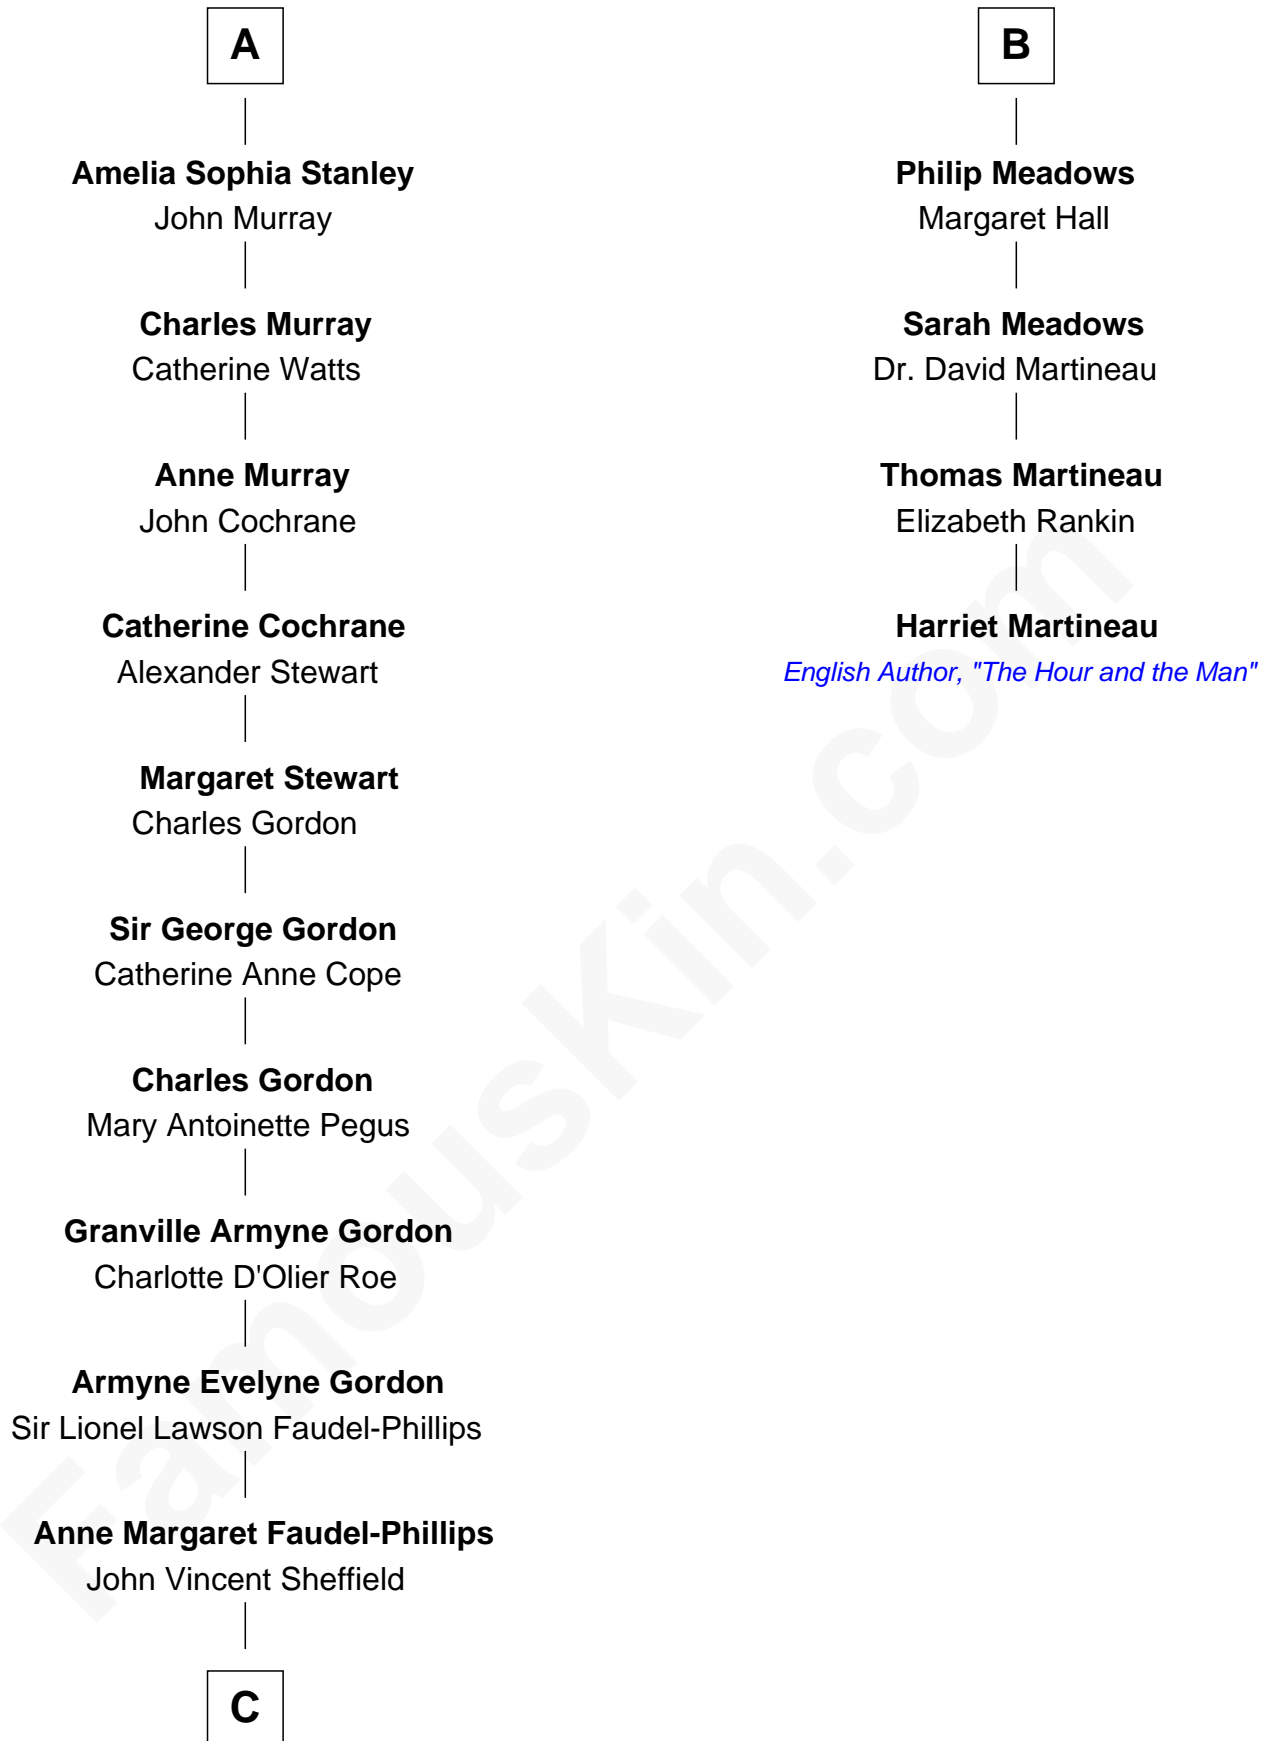 A
Amelia Sophia Stanley
John Murray
Charles Murray
Catherine Watts
Anne Murray
John Cochrane
Catherine Cochrane
Alexander Stewart
Margaret Stewart
Charles Gordon
Sir George Gordon
Catherine Anne Cope
Charles Gordon
Mary Antoinette Pegus
Granville Armyne Gordon
Charlotte D'Olier Roe
Armyne Evelyne Gordon
Sir Lionel Lawson Faudel-Phillips
Anne Margaret Faudel-Phillips
John Vincent Sheffield
C
B
Philip Meadows
Margaret Hall
Sarah Meadows
Dr. David Martineau
Thomas Martineau
Elizabeth Rankin
Harriet Martineau
English Author, "The Hour and the Man"
FamousKin.com